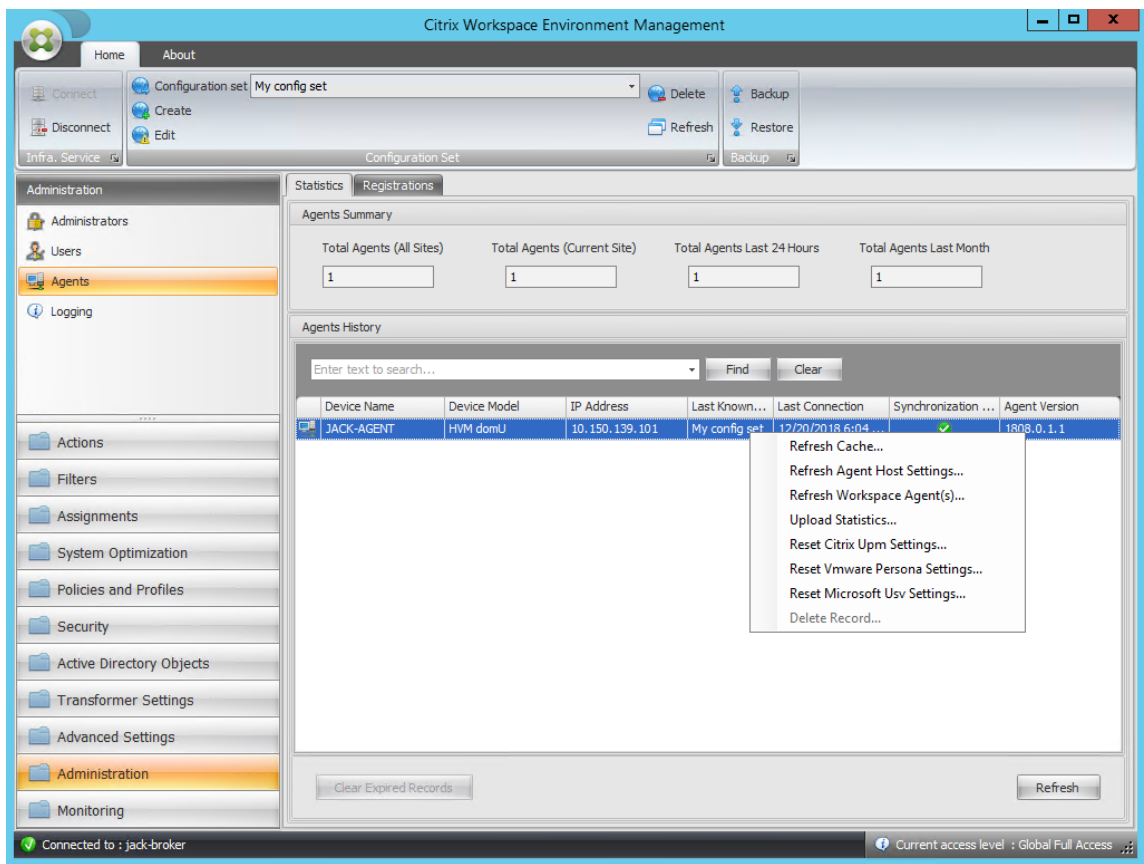 Citrix Workspace Environment Management
Home About
Connect
Disconnect
Infra. Service
Configuration set My config set
Create
Edit
Delete
Refresh
Configuration Set
Backup
Restore
Backup
Administration
Administrators
Users
Agents
Logging
Actions
Filters
Assignments
System Optimization
Policies and Profiles
Security
Active Directory Objects
Transformer Settings
Advanced Settings
Administration
Monitoring
Statistics Registrations
Agents Summary
Total Agents (All Sites) Total Agents (Current Site) Total Agents Last 24 Hours Total Agents Last Month
1 1 1 1
Agents History
Enter text to search... Find Clear
Device Name Device Model IP Address Last Known... Last Connection Synchronization ... Agent Version
JACK-AGENT HVM domU 10.150.139.101 My config set 12/20/2018 6:04 ... 1808.0.1.1
Refresh Cache...
Refresh Agent Host Settings...
Refresh Workspace Agent(s)...
Upload Statistics...
Reset Citrix Upm Settings...
Reset Vmware Persona Settings...
Reset Microsoft Usv Settings...
Delete Record...
Clear Expired Records Refresh
Connected to : jack-broker Current access level : Global Full Access